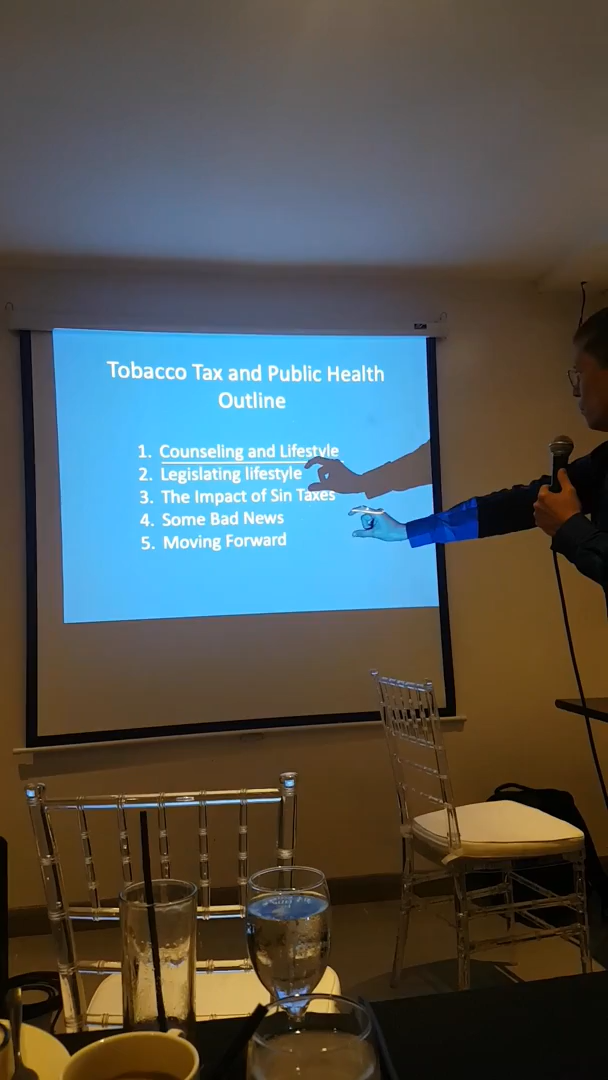 Tobacco Tax and Public Health
Outline
1. Counseling and Lifestyle
2. Legislating lifestyle
3. The Impact of Sin Taxes
4. Some Bad News
5. Moving Forward